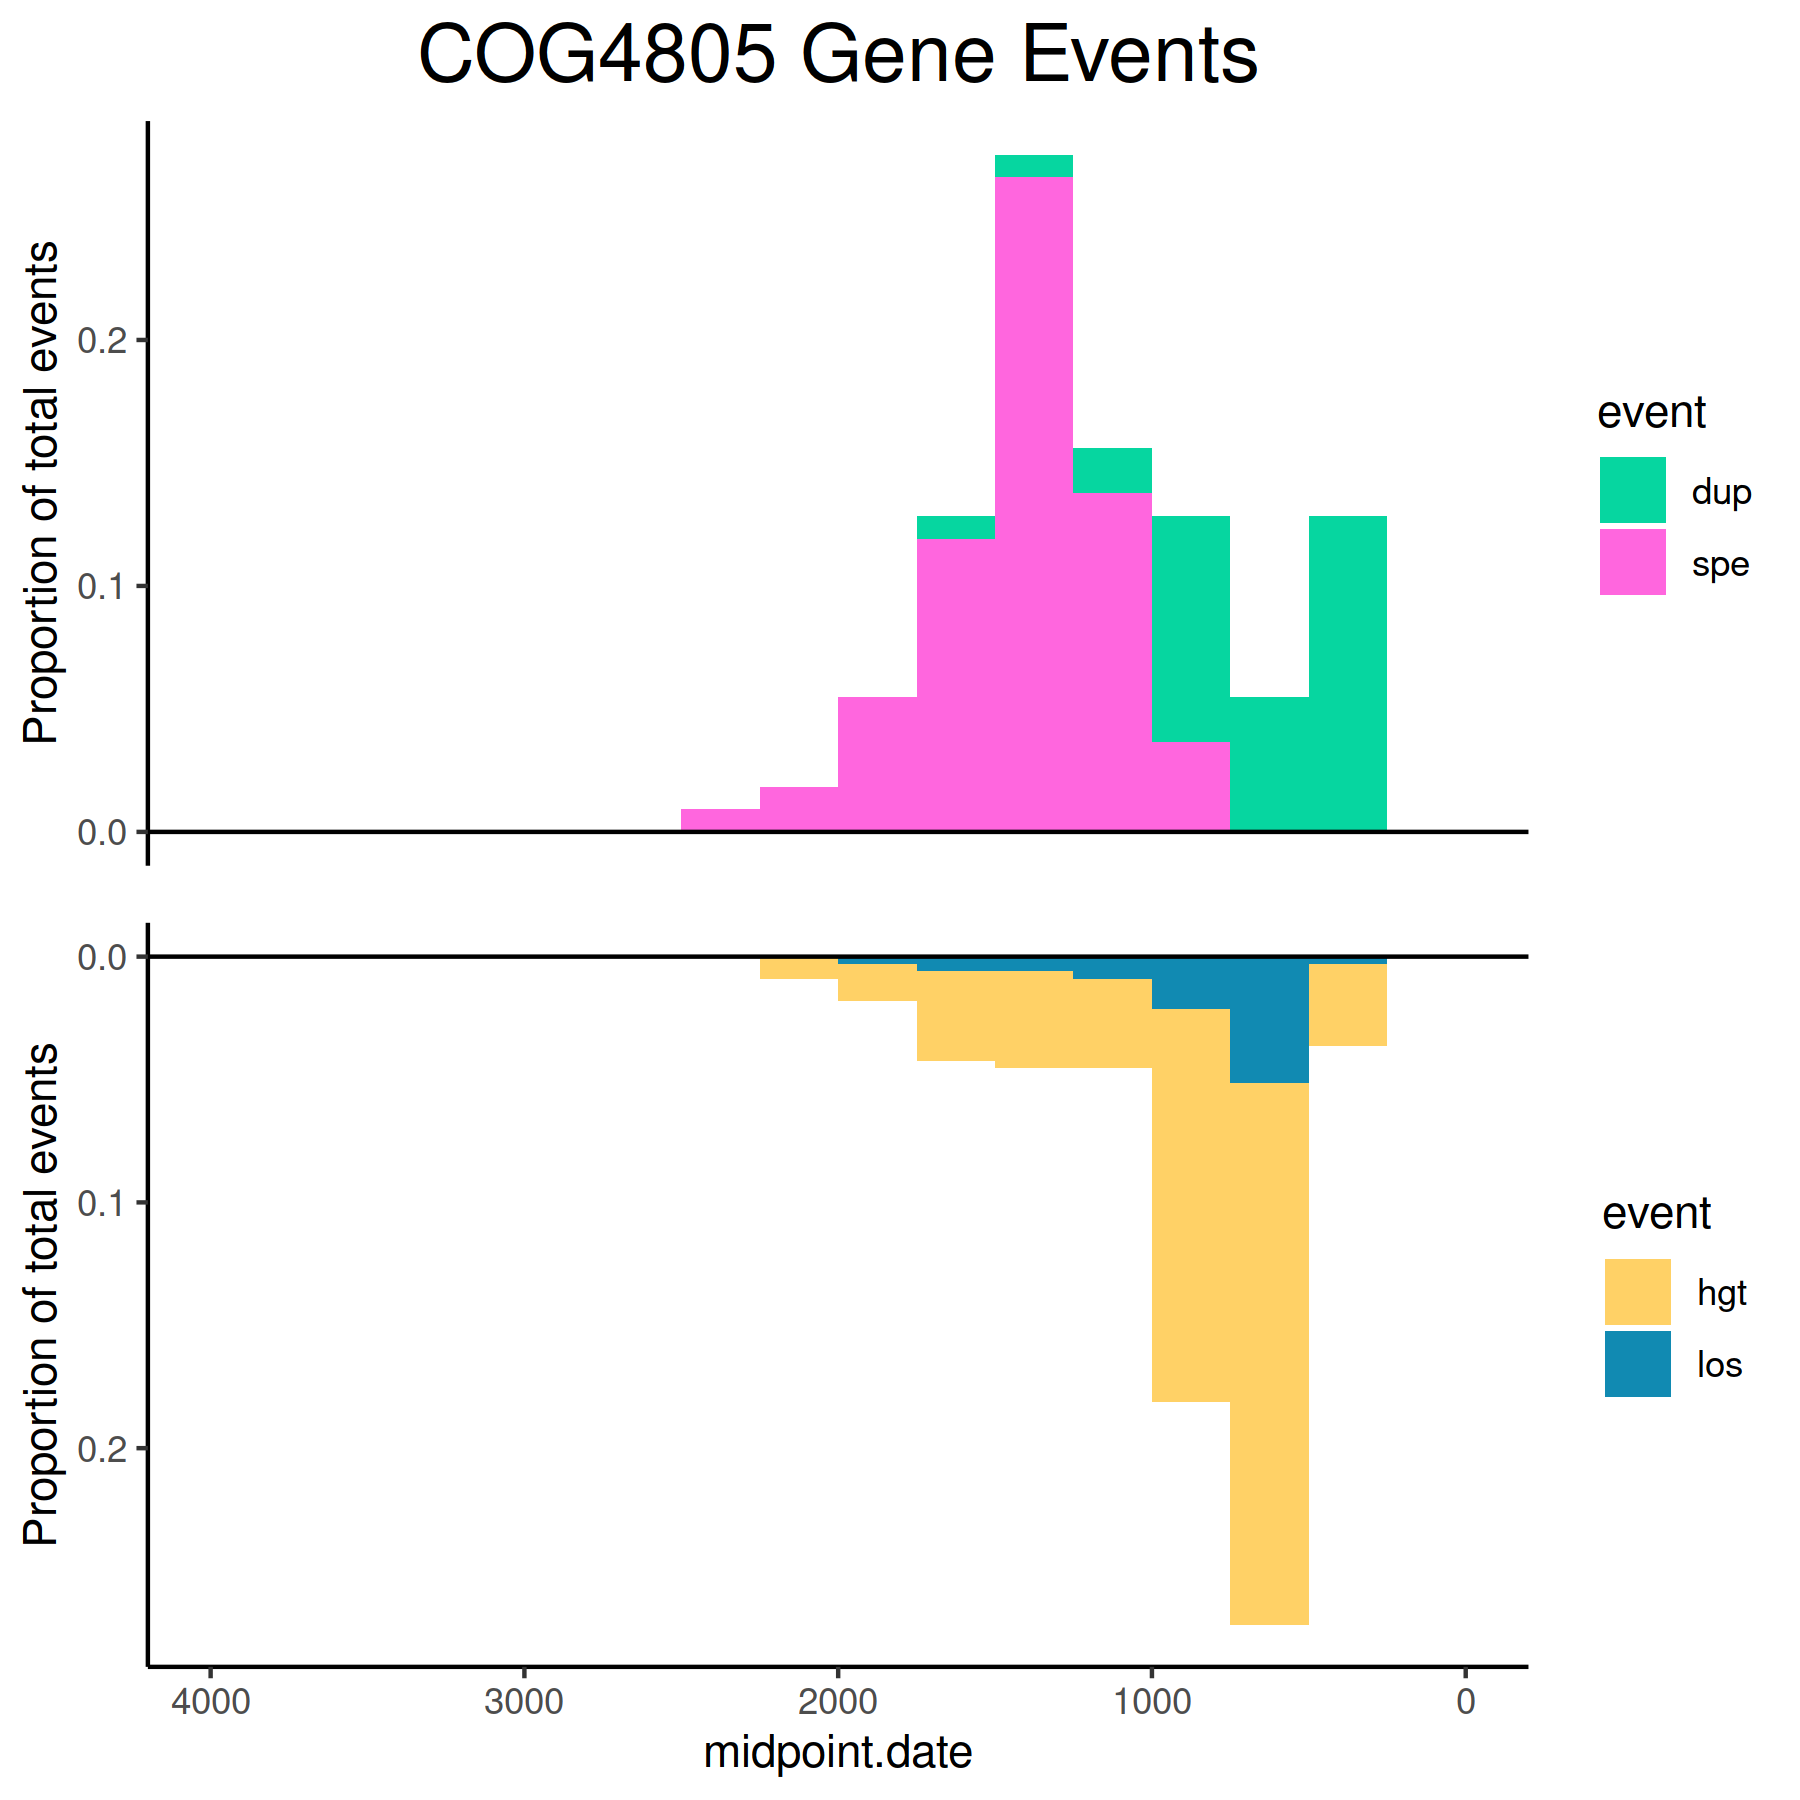 COG4805 Gene Events
Proportion of total events
0.2
0.1
0.0
event
dup
spe
Proportion of total events
0.0
0.1
0.2
event
hgt
los
4000 3000 2000 1000 0
midpoint.date